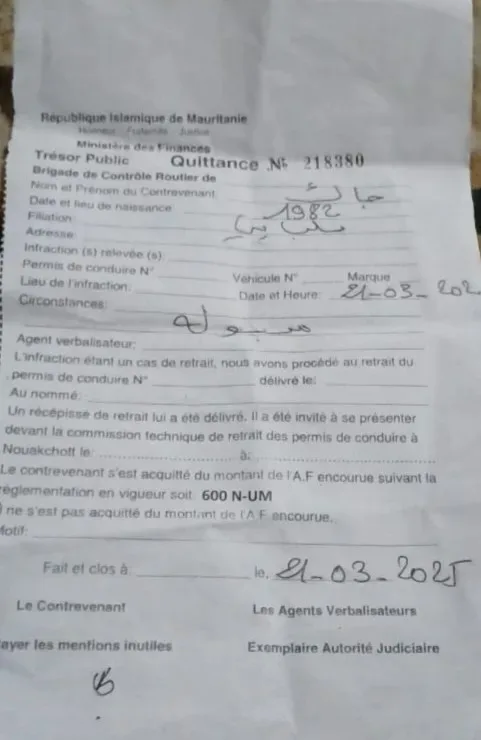 République Islamique de Mauritanie
Honneur Fraternité Justice
Ministère des Finances
Trésor Public Quittance N° 218380
Brigade de Contrôle Routier de
Nom et Prénom du Contrevenant:
Date et lieu de naissance: 1982
Filiation:
Adresse:
Infraction (s) relevée (s):
Permis de conduire N° Véhicule N° Marque
Lieu de l'infraction: Date et Heure: 21-03-202
Circonstances:
Agent verbalisateur:
L'infraction étant un cas de retrait, nous avons procédé au retrait du
permis de conduire N° délivré le:
Au nommé:
Un récépisse de retrait lui a été délivré. Il a été invité à se présenter
devant la commission technique de retrait des permis de conduire à
Nouakchott le: à:
Le contrevenant s'est acquitté du montant de l'A.F encourue suivant la
réglementation en vigueur soit 600 N-UM
ne s'est pas acquitté du montant de l'A.F encourue.
Motif:
Fait et clos à le, 21-03-2025
Le Contrevenant Les Agents Verbalisateurs
ayer les mentions inutiles Exemplaire Autorité Judiciaire